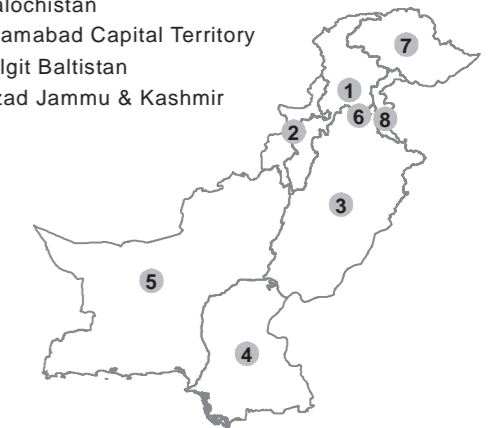 alochistan
amabad Capital Territory
lgit Baltistan
zad Jammu & Kashmir
7
1
6
8
2
3
5
4